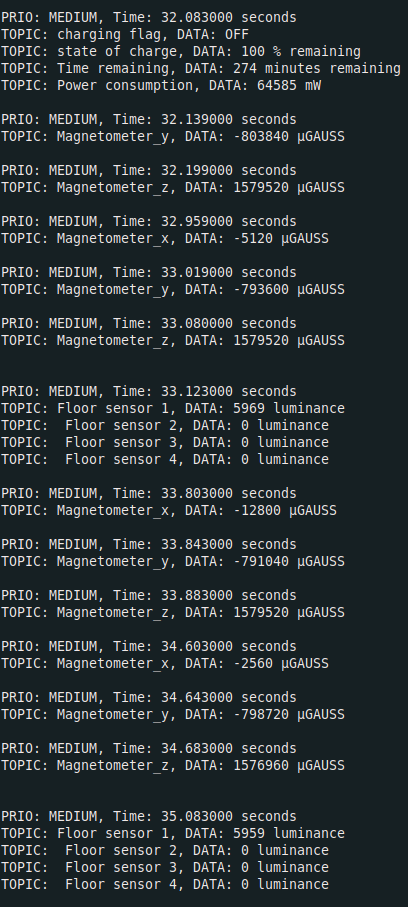 PRIO: MEDIUM, Time: 32.083000 seconds
TOPIC: charging flag, DATA: OFF
TOPIC: state of charge, DATA: 100 % remaining
TOPIC: Time remaining, DATA: 274 minutes remaining
TOPIC: Power consumption, DATA: 64585 mW
PRIO: MEDIUM, Time: 32.139000 seconds
TOPIC: Magnetometer_y, DATA: -803840 µGAUSS
PRIO: MEDIUM, Time: 32.199000 seconds
TOPIC: Magnetometer_z, DATA: 1579520 µGAUSS
PRIO: MEDIUM, Time: 32.959000 seconds
TOPIC: Magnetometer_x, DATA: -5120 µGAUSS
PRIO: MEDIUM, Time: 33.019000 seconds
TOPIC: Magnetometer_y, DATA: -793600 µGAUSS
PRIO: MEDIUM, Time: 33.080000 seconds
TOPIC: Magnetometer_z, DATA: 1579520 µGAUSS
PRIO: MEDIUM, Time: 33.123000 seconds
TOPIC: Floor sensor 1, DATA: 5969 luminance
TOPIC:  Floor sensor 2, DATA: 0 luminance
TOPIC:  Floor sensor 3, DATA: 0 luminance
TOPIC:  Floor sensor 4, DATA: 0 luminance
PRIO: MEDIUM, Time: 33.803000 seconds
TOPIC: Magnetometer_x, DATA: -12800 µGAUSS
PRIO: MEDIUM, Time: 33.843000 seconds
TOPIC: Magnetometer_y, DATA: -791040 µGAUSS
PRIO: MEDIUM, Time: 33.883000 seconds
TOPIC: Magnetometer_z, DATA: 1579520 µGAUSS
PRIO: MEDIUM, Time: 34.603000 seconds
TOPIC: Magnetometer_x, DATA: -2560 µGAUSS
PRIO: MEDIUM, Time: 34.643000 seconds
TOPIC: Magnetometer_y, DATA: -798720 µGAUSS
PRIO: MEDIUM, Time: 34.683000 seconds
TOPIC: Magnetometer_z, DATA: 1576960 µGAUSS
PRIO: MEDIUM, Time: 35.083000 seconds
TOPIC: Floor sensor 1, DATA: 5959 luminance
TOPIC:  Floor sensor 2, DATA: 0 luminance
TOPIC:  Floor sensor 3, DATA: 0 luminance
TOPIC:  Floor sensor 4, DATA: 0 luminance